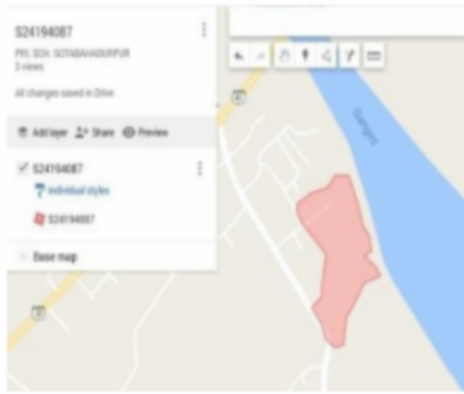 S24194087
PRI. SCH. SOTABAHADURPUR
3 views
All changes saved in Drive
Add layer Share Preview
S24194087
Individual styles
S24194087
Base map